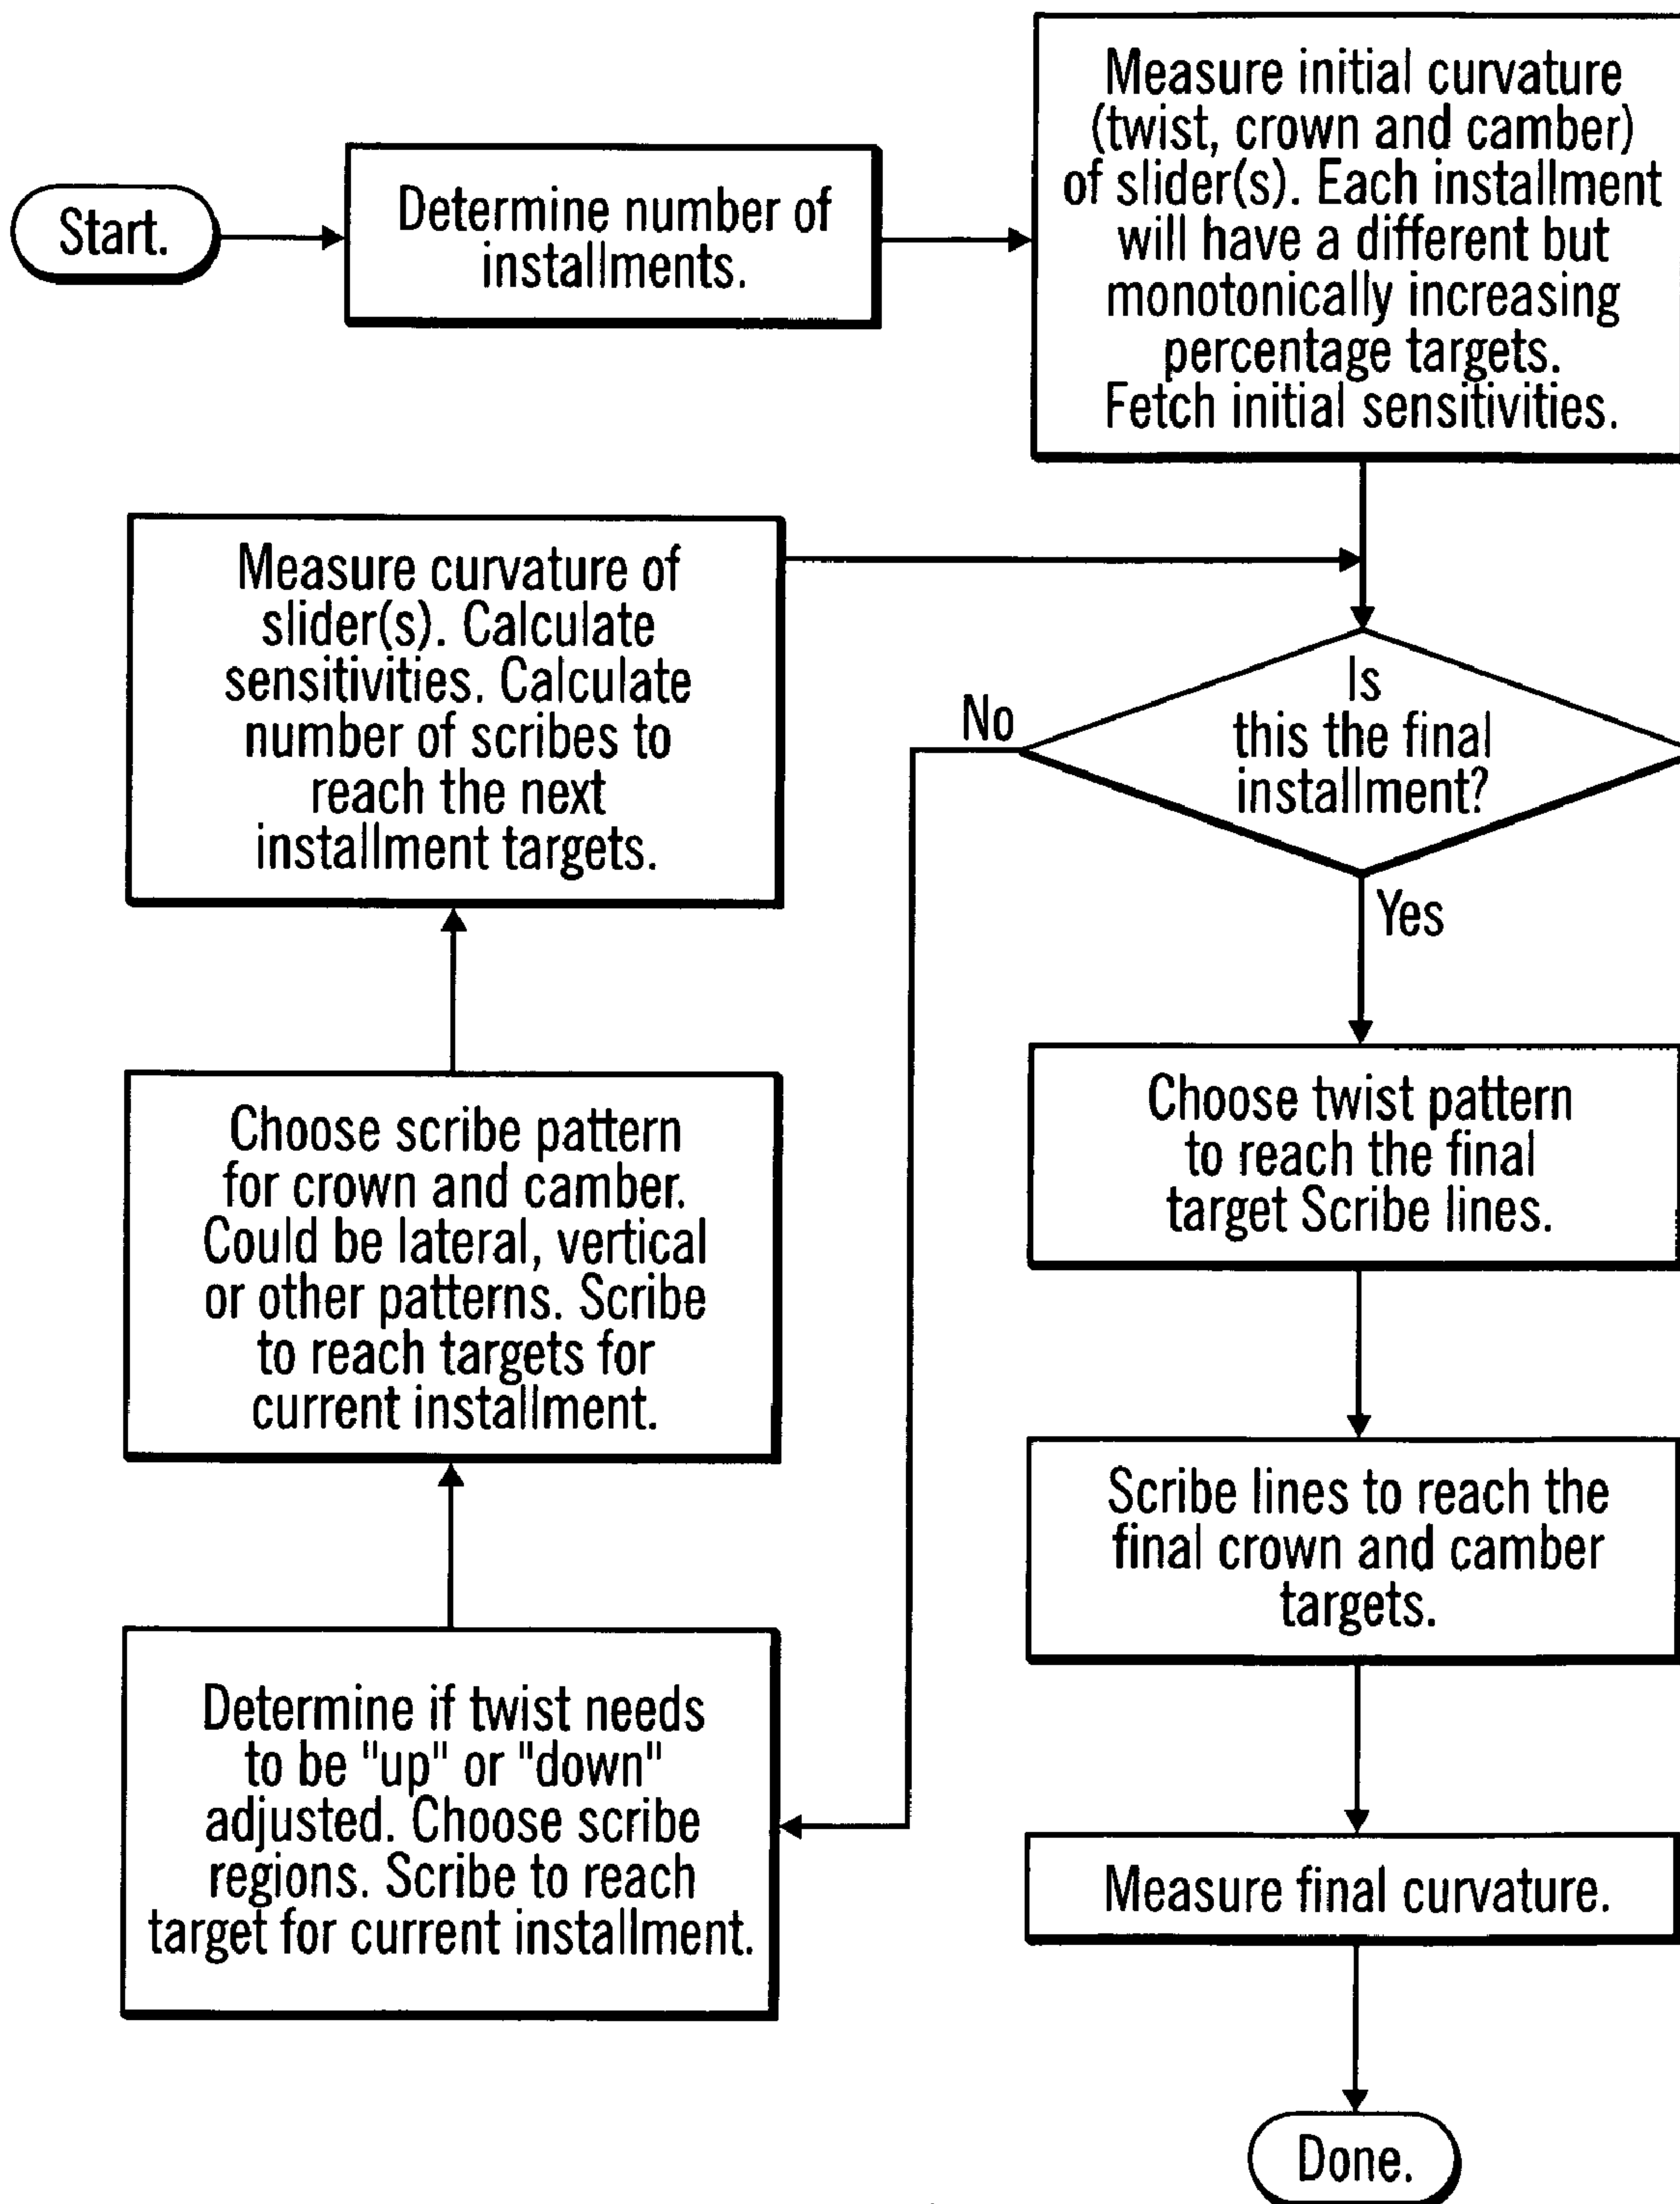 Start.
Determine number of
installments.
Measure initial curvature
(twist, crown and camber)
of slider(s). Each installment
will have a different but
monotonically increasing
percentage targets.
Fetch initial sensitivities.
Is
this the final
installment?
No
Yes
Determine if twist needs
to be "up" or "down"
adjusted. Choose scribe
regions. Scribe to reach
target for current installment.
Choose scribe pattern
for crown and camber.
Could be lateral, vertical
or other patterns. Scribe
to reach targets for
current installment.
Measure curvature of
slider(s). Calculate
sensitivities. Calculate
number of scribes to
reach the next
installment targets.
Choose twist pattern
to reach the final
target Scribe lines.
Scribe lines to reach the
final crown and camber
targets.
Measure final curvature.
Done.